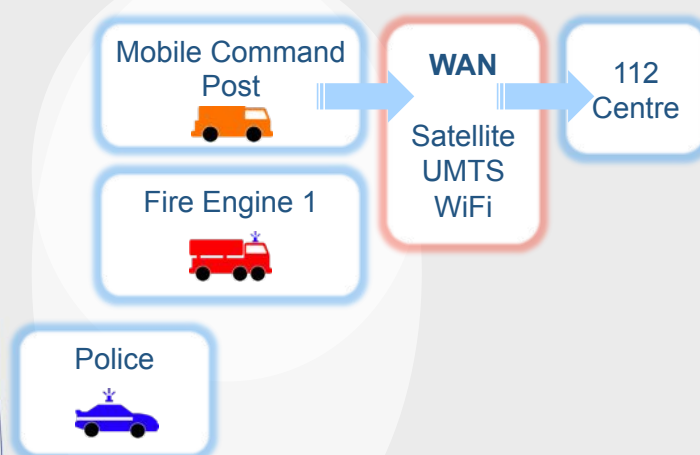 Mobile Command
Post
WAN
Satellite
UMTS
WiFi
112
Centre
Fire Engine 1
Police